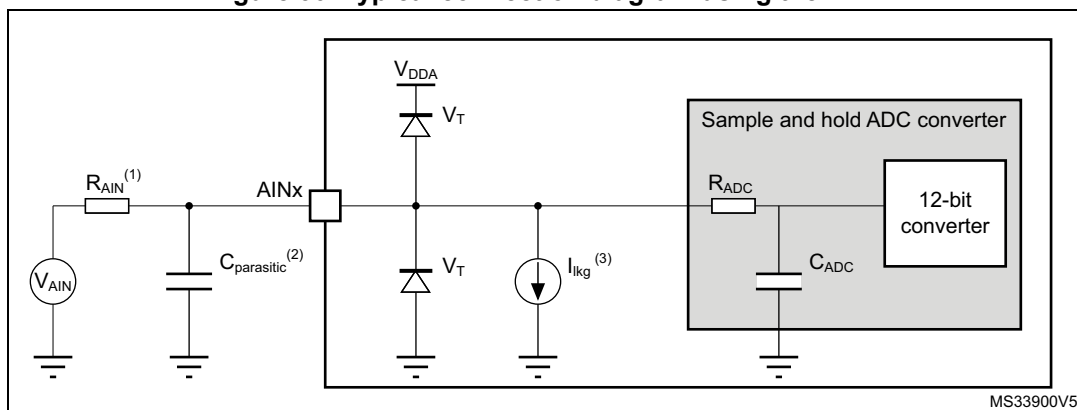 V_DDA
V_T
Sample and hold ADC converter
R_AIN^(1)
AINx
R_ADC
12-bit
converter
V_AIN
C_parasitic^(2)
V_T
I_lkg^(3)
C_ADC
MS33900V5